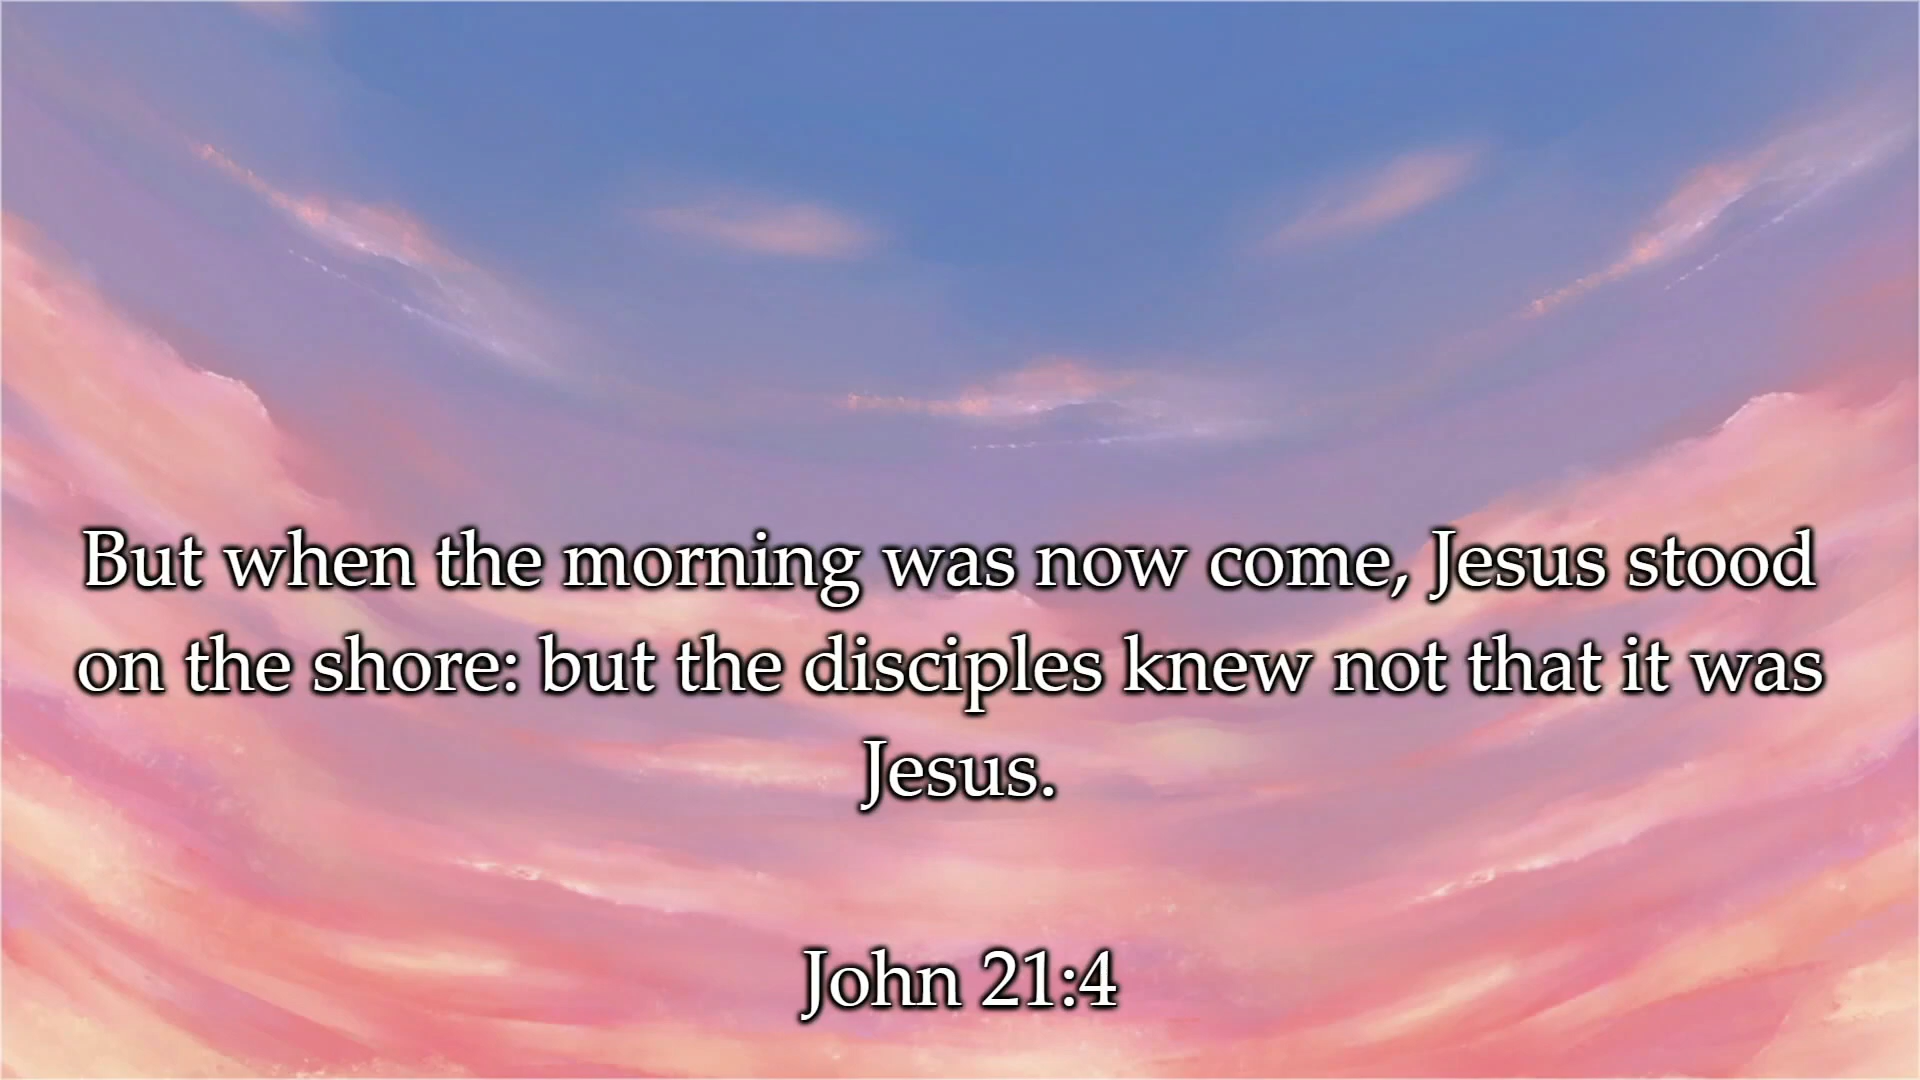 But when the morning was now come, Jesus stood
on the shore: but the disciples knew not that it was
Jesus.
John 21:4